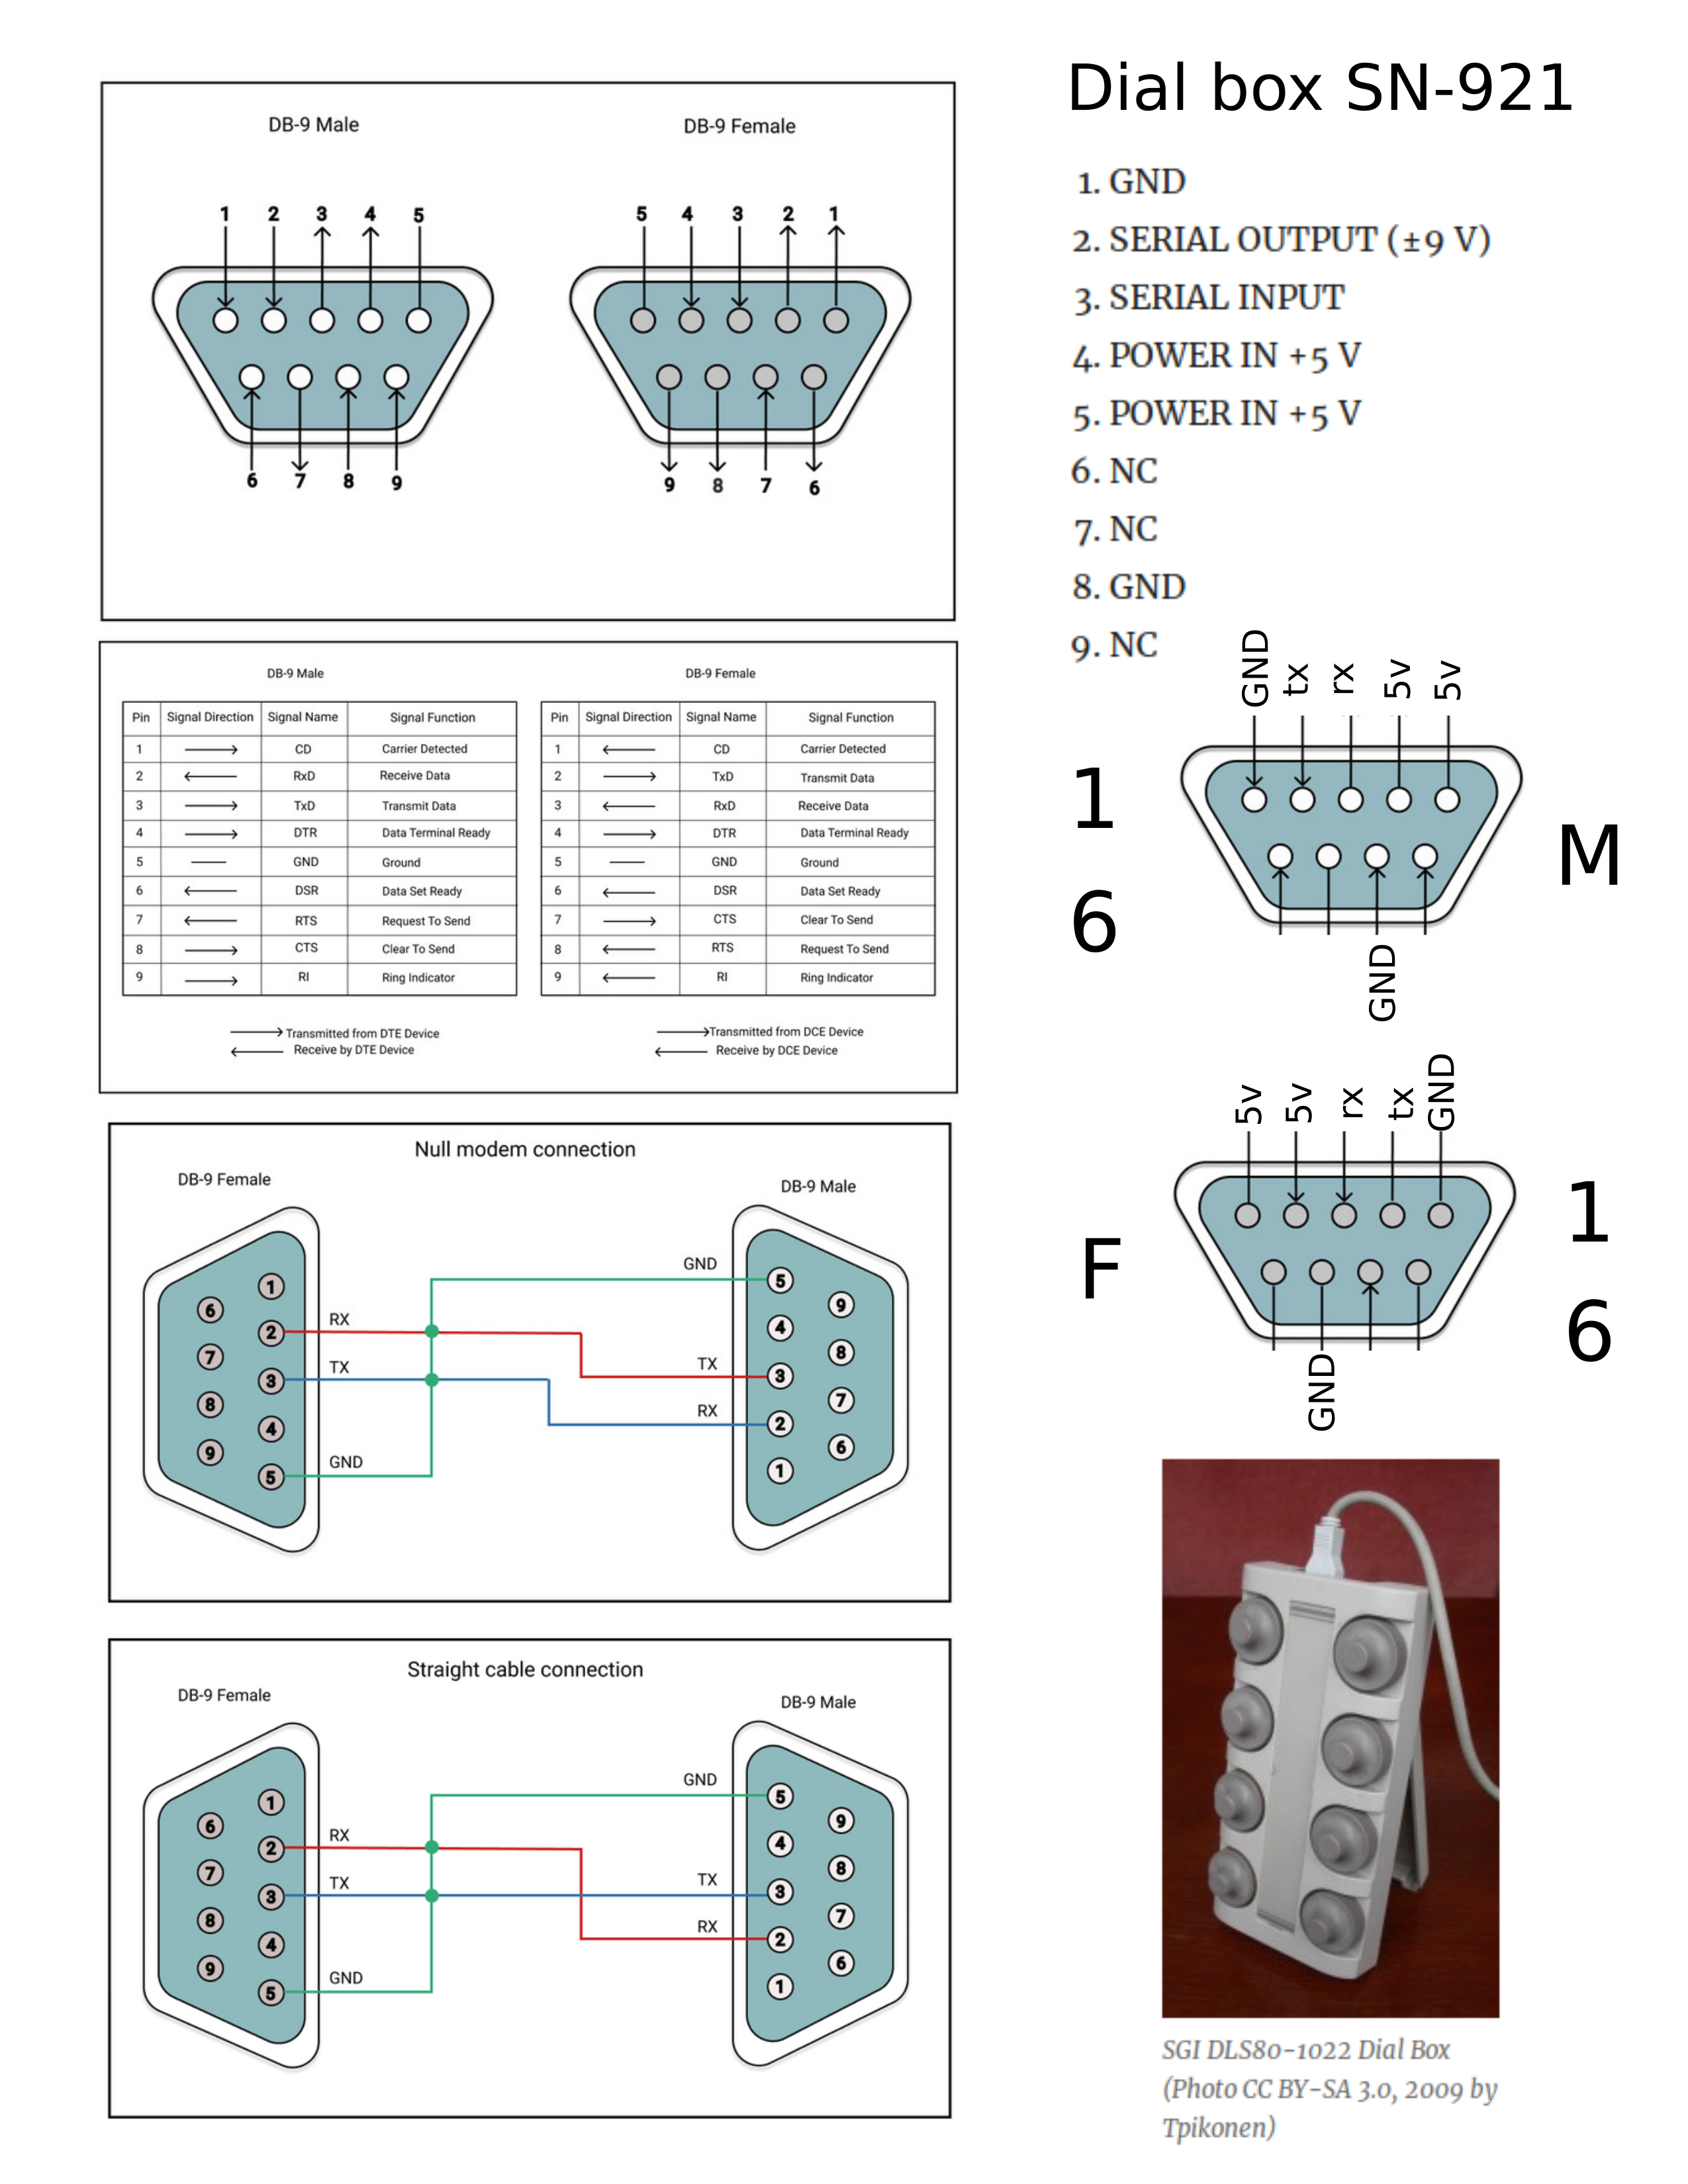 DB-9 Male
DB-9 Female
1 2 3 4 5
5 4 3 2 1
6 7 8 9
9 8 7 6
DB-9 Male
Pin Signal Direction Signal Name Signal Function
1 CD Carrier Detected
2 RxD Receive Data
3 TxD Transmit Data
4 DTR Data Terminal Ready
5 GND Ground
6 DSR Data Set Ready
7 RTS Request To Send
8 CTS Clear To Send
9 RI Ring Indicator
Transmitted from DTE Device
Receive by DTE Device
DB-9 Female
Pin Signal Direction Signal Name Signal Function
1 CD Carrier Detected
2 TxD Transmit Data
3 RxD Receive Data
4 DTR Data Terminal Ready
5 GND Ground
6 DSR Data Set Ready
7 CTS Clear To Send
8 RTS Request To Send
9 RI Ring Indicator
Transmitted from DCE Device
Receive by DCE Device
Null modem connection
DB-9 Female
DB-9 Male
1
2
3
4
5
6
7
8
9
RX
TX
GND
GND
TX
RX
5
4
3
2
1
9
8
7
6
Straight cable connection
DB-9 Female
DB-9 Male
1
2
3
4
5
6
7
8
9
RX
TX
GND
GND
TX
RX
5
4
3
2
1
9
8
7
6
Dial box SN-921
1. GND
2. SERIAL OUTPUT (±9 V)
3. SERIAL INPUT
4. POWER IN +5 V
5. POWER IN +5 V
6. NC
7. NC
8. GND
9. NC
GND tx rx 5v 5v
1
6
M
GND
5v 5v rx tx GND
F
1
6
GND
SGI DLS80-1022 Dial Box
(Photo CC BY-SA 3.0, 2009 by
Tpikonen)